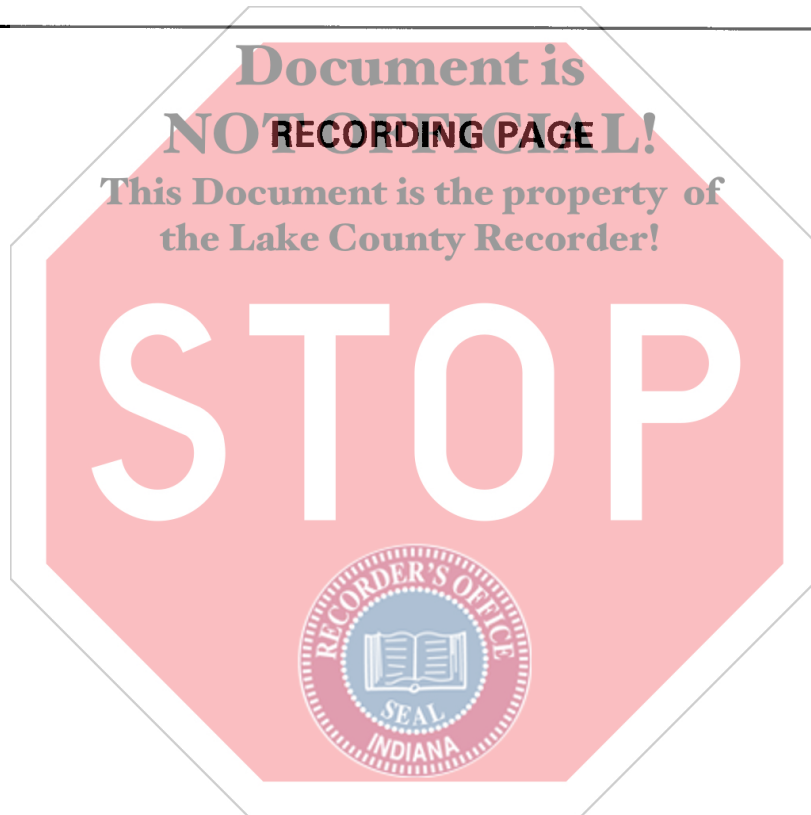 Document is
NOT OFFICIAL!
RECORDING PAGE
This Document is the property of
the Lake County Recorder!
STOP
RECORDER'S OFFICE
SEAL
INDIANA